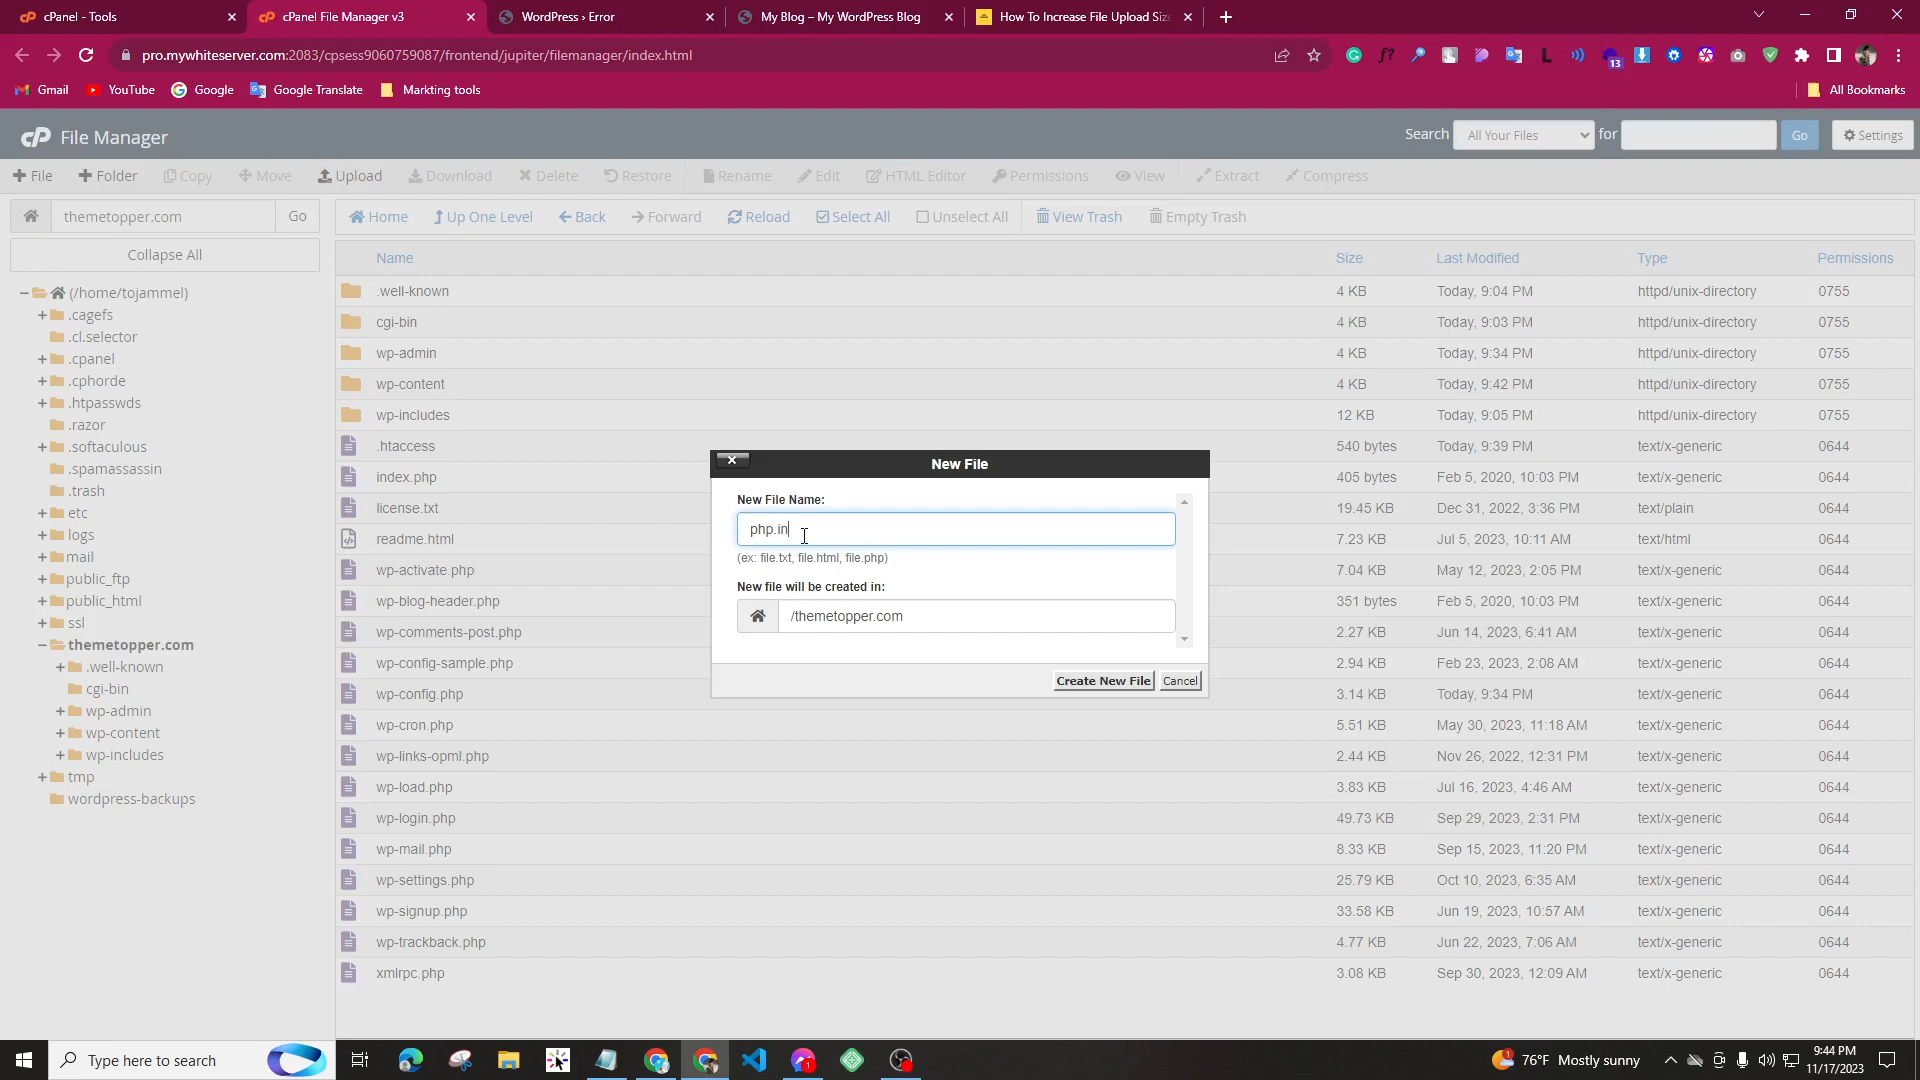 cPanel - Tools
cPanel File Manager v3
WordPress › Error
My Blog – My WordPress Blog
How To Increase File Upload Siz
pro.mywhiteserver.com:2083/cpsess9060759087/frontend/jupiter/filemanager/index.html
13
Gmail
YouTube
Google
Google Translate
Markting tools
All Bookmarks
cP File Manager
Search
All Your Files
for
Go
Settings
File
Folder
Copy
Move
Upload
Download
Delete
Restore
Rename
Edit
HTML Editor
Permissions
View
Extract
Compress
themetopper.com
Go
Home
Up One Level
Back
Forward
Reload
Select All
Unselect All
View Trash
Empty Trash
Collapse All
(/home/tojammel)
.cagefs
.cl.selector
.cpanel
.cphorde
.htpasswds
.razor
.softaculous
.spamassassin
.trash
etc
logs
mail
public_ftp
public_html
ssl
themetopper.com
.well-known
cgi-bin
wp-admin
wp-content
wp-includes
tmp
wordpress-backups
Name Size Last Modified Type Permissions
.well-known 4 KB Today, 9:04 PM httpd/unix-directory 0755
cgi-bin 4 KB Today, 9:03 PM httpd/unix-directory 0755
wp-admin 4 KB Today, 9:34 PM httpd/unix-directory 0755
wp-content 4 KB Today, 9:42 PM httpd/unix-directory 0755
wp-includes 12 KB Today, 9:05 PM httpd/unix-directory 0755
.htaccess 540 bytes Today, 9:39 PM text/x-generic 0644
index.php 405 bytes Feb 5, 2020, 10:03 PM text/x-generic 0644
license.txt 19.45 KB Dec 31, 2022, 3:36 PM text/plain 0644
readme.html 7.23 KB Jul 5, 2023, 10:11 AM text/html 0644
wp-activate.php 7.04 KB May 12, 2023, 2:05 PM text/x-generic 0644
wp-blog-header.php 351 bytes Feb 5, 2020, 10:03 PM text/x-generic 0644
wp-comments-post.php 2.27 KB Jun 14, 2023, 6:41 AM text/x-generic 0644
wp-config-sample.php 2.94 KB Feb 23, 2023, 2:08 AM text/x-generic 0644
wp-config.php 3.14 KB Today, 9:34 PM text/x-generic 0644
wp-cron.php 5.51 KB May 30, 2023, 11:18 AM text/x-generic 0644
wp-links-opml.php 2.44 KB Nov 26, 2022, 12:31 PM text/x-generic 0644
wp-load.php 3.83 KB Jul 16, 2023, 4:46 AM text/x-generic 0644
wp-login.php 49.73 KB Sep 29, 2023, 2:31 PM text/x-generic 0644
wp-mail.php 8.33 KB Sep 15, 2023, 11:20 PM text/x-generic 0644
wp-settings.php 25.79 KB Oct 10, 2023, 6:35 AM text/x-generic 0644
wp-signup.php 33.58 KB Jun 19, 2023, 10:57 AM text/x-generic 0644
wp-trackback.php 4.77 KB Jun 22, 2023, 7:06 AM text/x-generic 0644
xmlrpc.php 3.08 KB Sep 30, 2023, 12:09 AM text/x-generic 0644
New File
New File Name:
php.in
(ex: file.txt, file.html, file.php)
New file will be created in:
/themetopper.com
Create New File
Cancel
Type here to search
76°F Mostly sunny
9:44 PM
11/17/2023